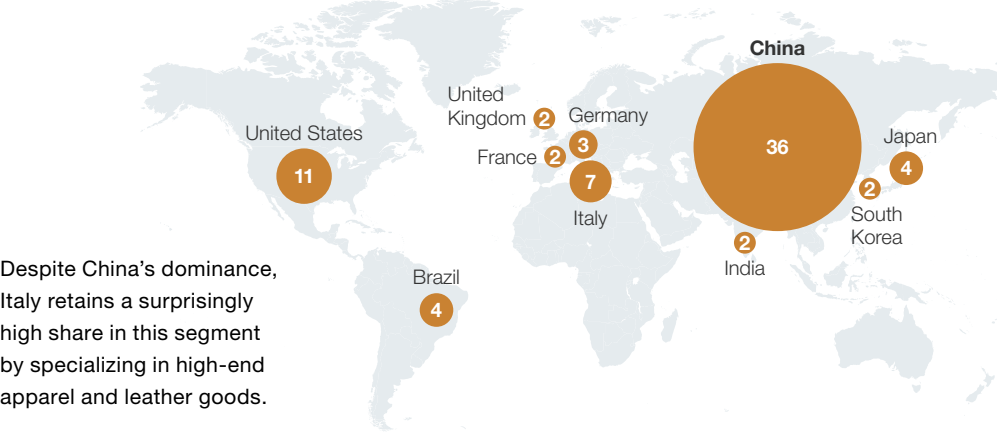 China
36
United
Kingdom
2
Germany
3
United States
11
France
2
Japan
4
7
Italy
2
South
Korea
2
India
Brazil
4
Despite China’s dominance,
Italy retains a surprisingly
high share in this segment
by specializing in high-end
apparel and leather goods.